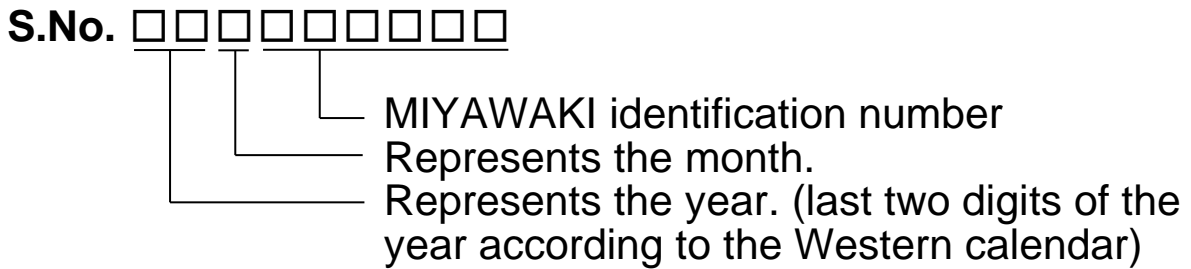 S.No. □□□□□□□□□
MIYAWAKI identification number
Represents the month.
Represents the year. (last two digits of the
year according to the Western calendar)